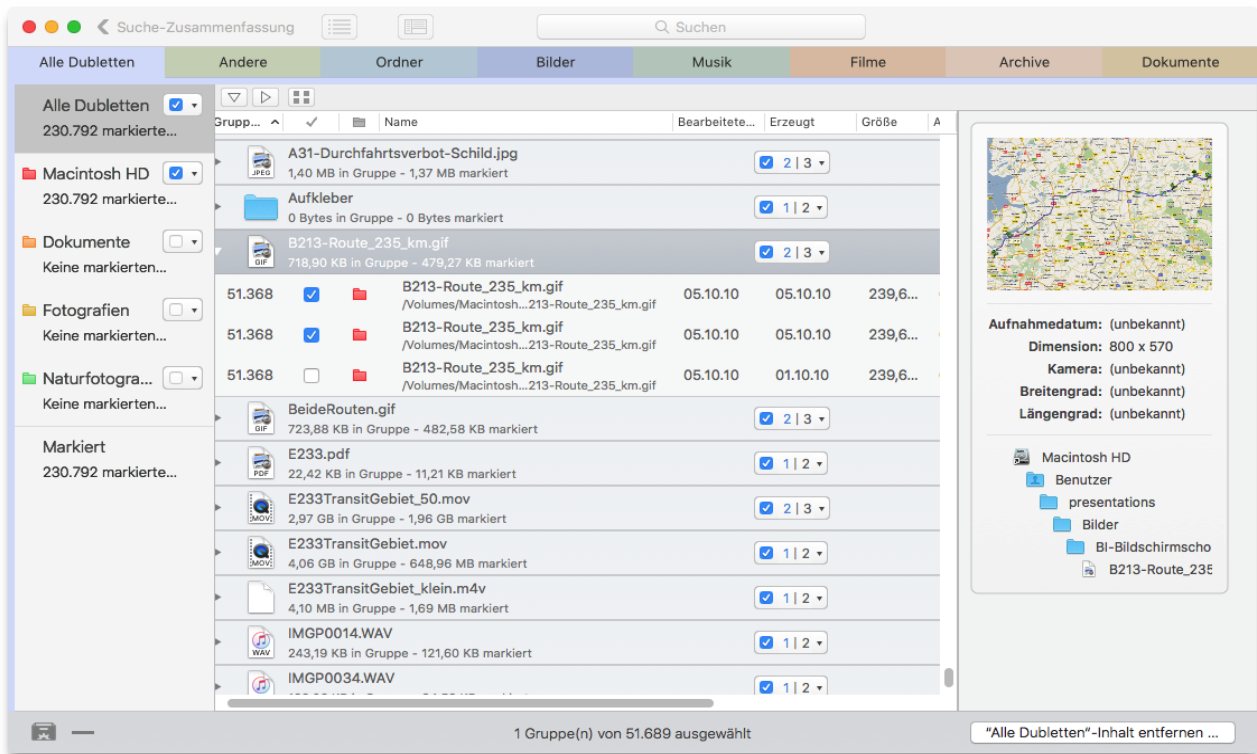 Suche-Zusammenfassung
Suchen
Alle Dubletten Andere Ordner Bilder Musik Filme Archive Dokumente
Alle Dubletten
230.792 markierte...
Macintosh HD
230.792 markierte...
Dokumente
Keine markierten...
Fotografien
Keine markierten...
Naturfotogra...
Keine markierten...
Markiert
230.792 markierte...
Grupp... Name Bearbeitete... Erzeugt Größe A
A31-Durchfahrtsverbot-Schild.jpg
JPEG
1,40 MB in Gruppe - 1,37 MB markiert
2 | 3
Aufkleber
0 Bytes in Gruppe - 0 Bytes markiert
1 | 2
B213-Route_235_km.gif
GIF
718,90 KB in Gruppe - 479,27 KB markiert
2 | 3
51.368 B213-Route_235_km.gif 05.10.10 05.10.10 239,6...
/Volumes/Macintosh...213-Route_235_km.gif
51.368 B213-Route_235_km.gif 05.10.10 05.10.10 239,6...
/Volumes/Macintosh...213-Route_235_km.gif
51.368 B213-Route_235_km.gif 05.10.10 01.10.10 239,6...
/Volumes/Macintosh...213-Route_235_km.gif
BeideRouten.gif
GIF
723,88 KB in Gruppe - 482,58 KB markiert
2 | 3
E233.pdf
PDF
22,42 KB in Gruppe - 11,21 KB markiert
1 | 2
E233TransitGebiet_50.mov
MOV
2,97 GB in Gruppe - 1,96 GB markiert
2 | 3
E233TransitGebiet.mov
MOV
4,06 GB in Gruppe - 648,96 MB markiert
1 | 2
E233TransitGebiet_klein.m4v
4,10 MB in Gruppe - 1,69 MB markiert
1 | 2
IMGP0014.WAV
WAV
243,19 KB in Gruppe - 121,60 KB markiert
1 | 2
IMGP0034.WAV
1 | 2
Aufnahmedatum: (unbekannt)
Dimension: 800 x 570
Kamera: (unbekannt)
Breitengrad: (unbekannt)
Längengrad: (unbekannt)
Macintosh HD
Benutzer
presentations
Bilder
BI-Bildschirmscho
B213-Route_235
1 Gruppe(n) von 51.689 ausgewählt
"Alle Dubletten"-Inhalt entfernen ...